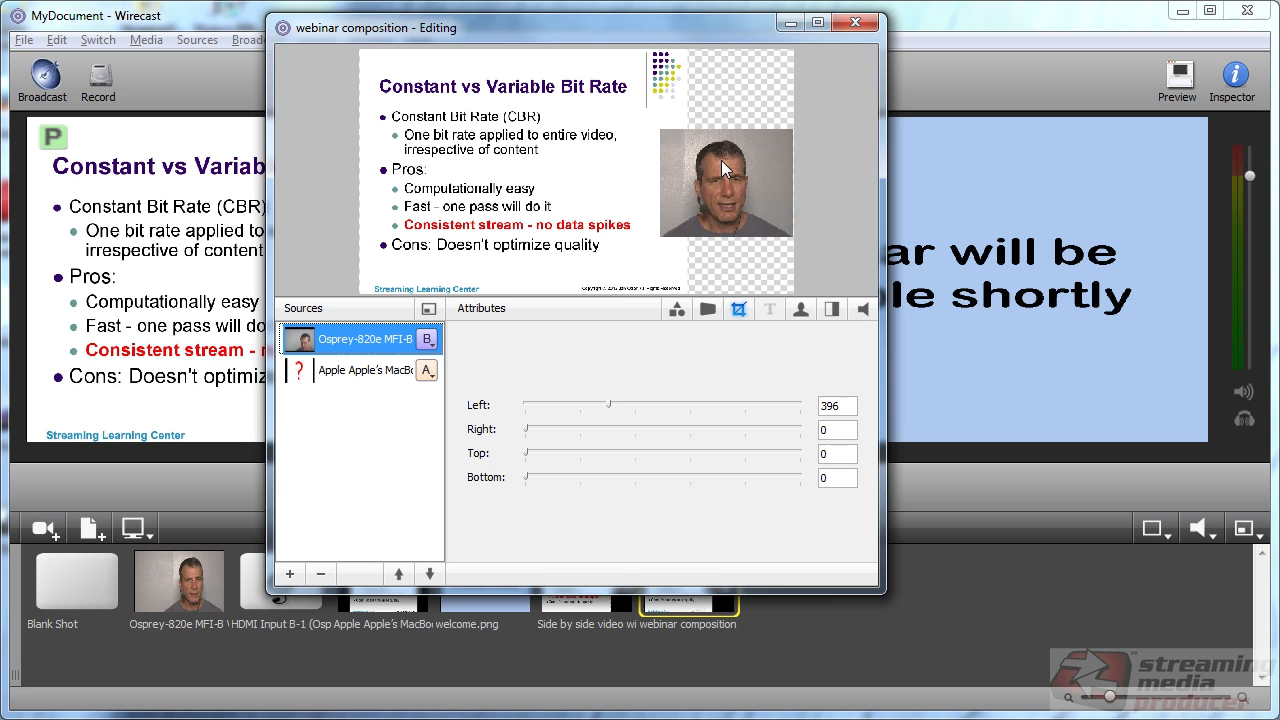 MyDocument - Wirecast
File Edit Switch Media Sources
Broadcast Record
Preview Inspector
webinar composition - Editing
Constant vs Variable Bit Rate
Constant Bit Rate (CBR)
One bit rate applied to entire video,
irrespective of content
Pros:
Computationally easy
Fast - one pass will do it
Consistent stream - no data spikes
Cons: Doesn't optimize quality
Streaming Learning Center
Sources
Attributes
T
Osprey-820e MFI-B
B
Apple Apple's MacBo
A
Left: 396
Right: 0
Top: 0
Bottom: 0
P
Constant vs Varia
Constant Bit Rate (CBR)
One bit rate applied to
irrespective of content
Pros:
Computationally easy
Fast - one pass will do
Consistent stream -
Cons: Doesn't optimiz
Streaming Learning Center
ar will be
le shortly
Blank Shot
Osprey-820e MFI-B
HDMI Input B-1 (Osp
Apple Apple's MacBo
welcome.png
Side by side video wi
webinar composition
streaming
media
producer